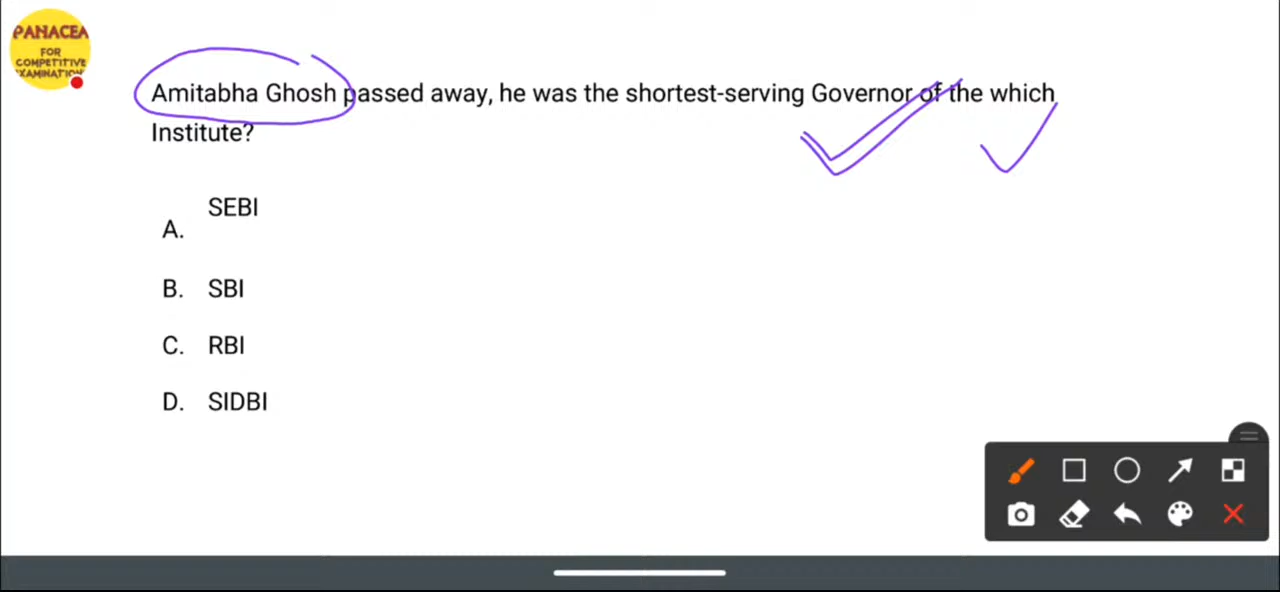 PANACEA
FOR
COMPETITIVE
EXAMINATION
Amitabha Ghosh passed away, he was the shortest-serving Governor of the which
Institute?
A. SEBI
B. SBI
C. RBI
D. SIDBI